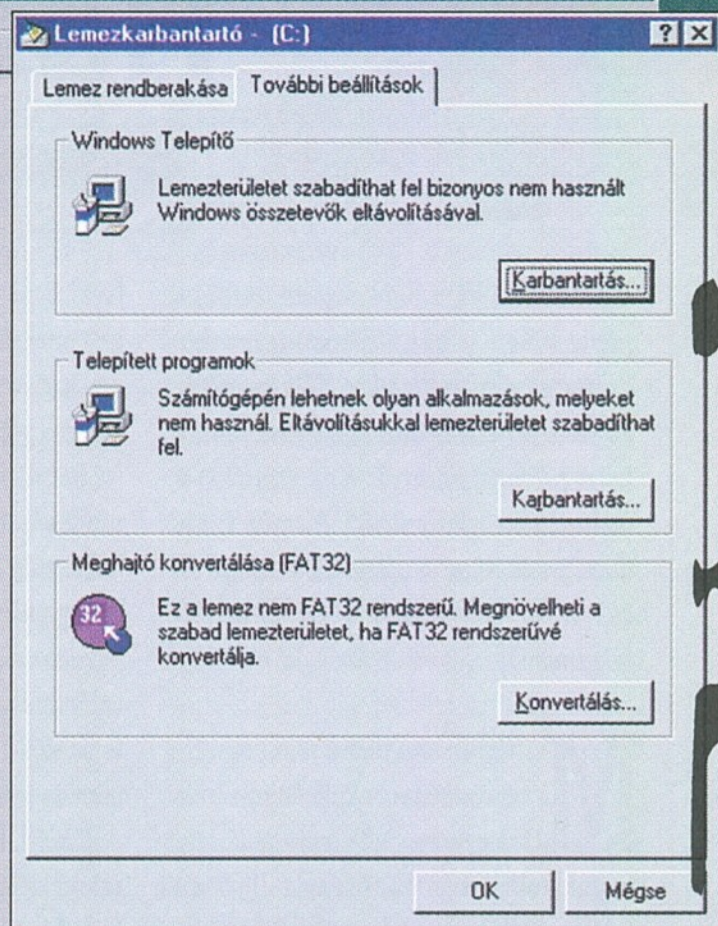 Lemezkarbantartó - (C:)
Lemez rendberakása
További beállítások
Windows Telepítő
Lemezterületet szabadíthat fel bizonyos nem használt
Windows összetevők eltávolításával.
Karbantartás...
Telepített programok
Számítógépén lehetnek olyan alkalmazások, melyeket
nem használ. Eltávolításukkal lemezterületet szabadíthat
fel.
Karbantartás...
Meghajtó konvertálása (FAT32)
32
Ez a lemez nem FAT32 rendszerű. Megnövelheti a
szabad lemezterületet, ha FAT32 rendszerűvé
konvertálja.
Konvertálás...
OK
Mégse